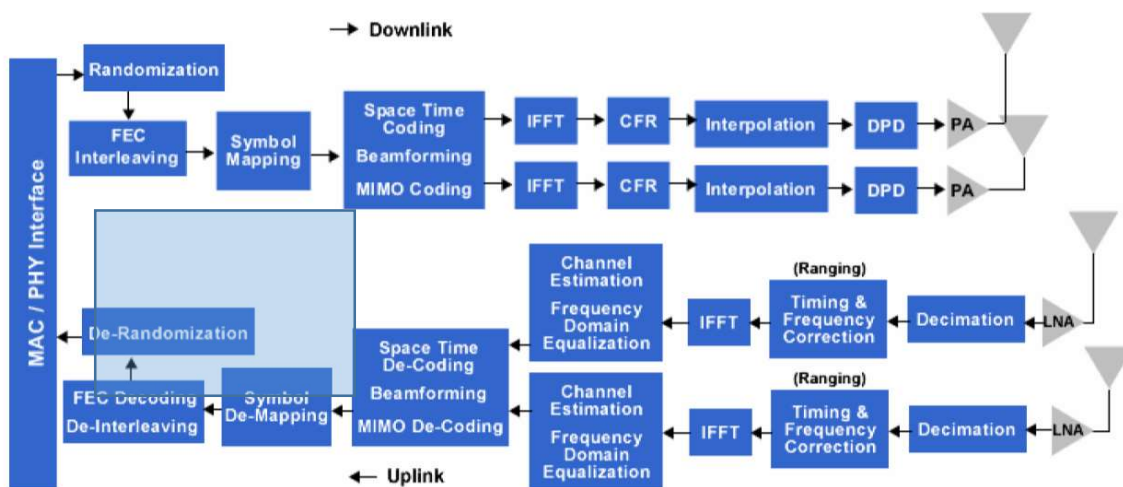 Downlink
MAC / PHY Interface
Randomization
FEC
Interleaving
Symbol
Mapping
Space Time
Coding
Beamforming
MIMO Coding
IFFT
CFR
Interpolation
DPD
PA
IFFT
CFR
Interpolation
DPD
PA
De-Randomization
FEC Decoding
De-Interleaving
Symbol
De-Mapping
Space Time
De-Coding
Beamforming
MIMO De-Coding
Channel
Estimation
Frequency
Domain
Equalization
IFFT
(Ranging)
Timing &
Frequency
Correction
Decimation
LNA
Channel
Estimation
Frequency
Domain
Equalization
IFFT
(Ranging)
Timing &
Frequency
Correction
Decimation
LNA
Uplink